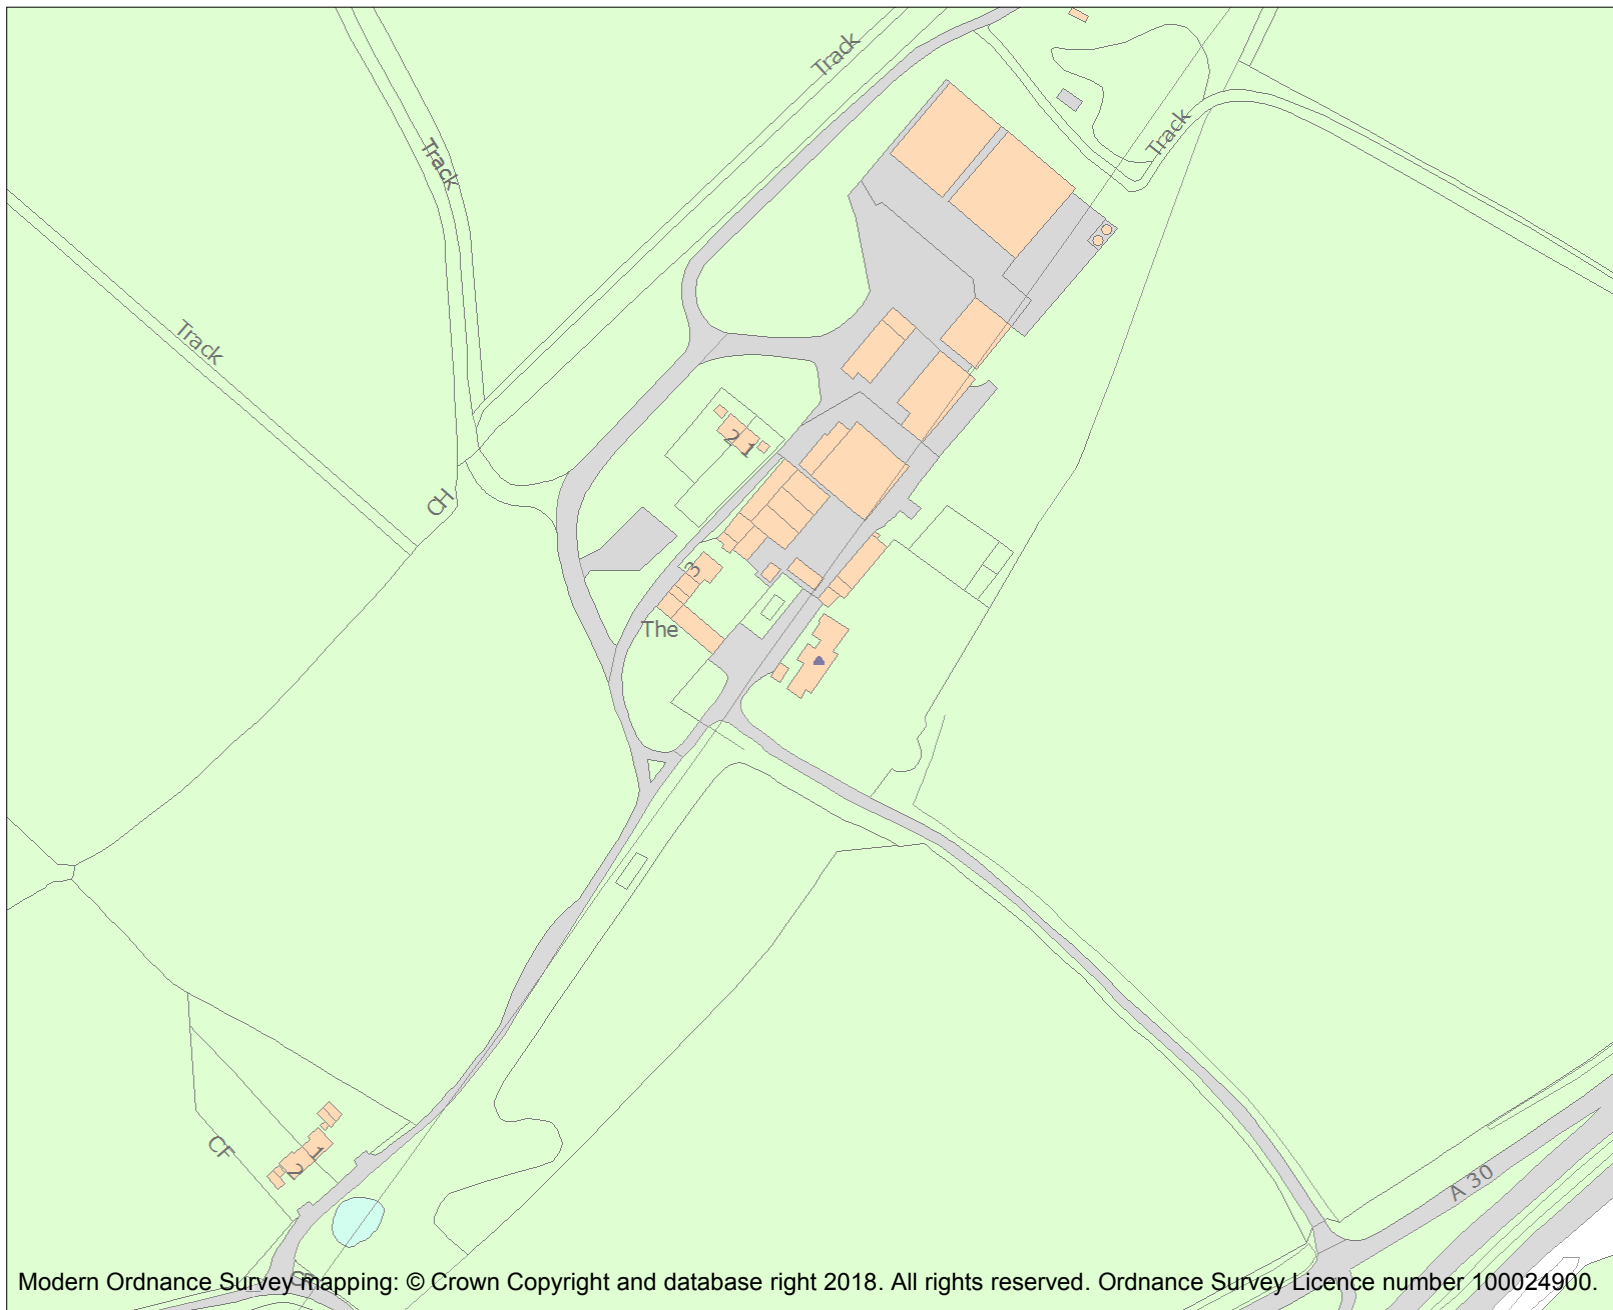 Track
Track
Track
Track
CH
2 1
3
The
CF
1
2
A 30
Modern Ordnance Survey mapping: © Crown Copyright and database right 2018. All rights reserved. Ordnance Survey Licence number 100024900.